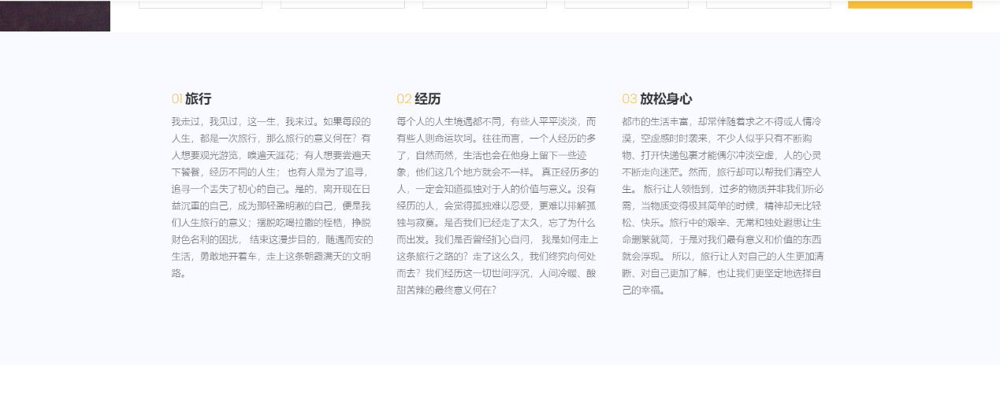 01 旅行
我走过，我见过，这一生，我来过。如果每段的
人生，都是一次旅行，那么旅行的意义何在？有
人想要观光游览，嗅遍天涯花；有人想要尝遍天
下饕餮，经历不同的人生； 也有人是为了追寻，
追寻一个丢失了初心的自己。是的，离开现在日
益沉重的自己，成为那轻盈明澈的自己，便是我
们人生旅行的意义；摆脱吃喝拉撒的桎梏，挣脱
财色名利的困扰， 结束这漫步目的，随遇而安的
生活，勇敢地开着车，走上这条朝霞满天的文明
路。
02 经历
每个人的人生境遇都不同，有些人平平淡淡，而
有些人则命运坎坷。往往而言，一个人经历的多
了，自然而然，生活也会在他身上留下一些迹
象，他们这几个地方就会不一样。 真正经历多的
人，一定会知道孤独对于人的价值与意义。没有
经历的人，会觉得孤独难以忍受，更难以排解孤
独与寂寞。是否我们已经走了太久，忘了为什么
而出发。我们是否曾经扪心自问， 我是如何走上
这条旅行之路的？走了这么久，我们终究向何处
而去？我们经历这一切世间浮沉，人间冷暖、酸
甜苦辣的最终意义何在？
03 放松身心
都市的生活丰富，却常伴随着求之不得或人情冷
漠，空虚感时时袭来，不少人似乎只有不断购
物、打开快递包裹才能偶尔冲淡空虚，人的心灵
不断走向迷茫。然而，旅行却可以帮我们清空人
生。 旅行让人领悟到，过多的物质并非我们所必
需，当物质变得极其简单的时候，精神却无比轻
松、快乐。旅行中的艰辛、无常和独处遐思让生
命删繁就简，于是对我们最有意义和价值的东西
就会浮现。 所以，旅行让人对自己的人生更加清
晰、对自己更加了解，也让我们更坚定地选择自
己的幸福。